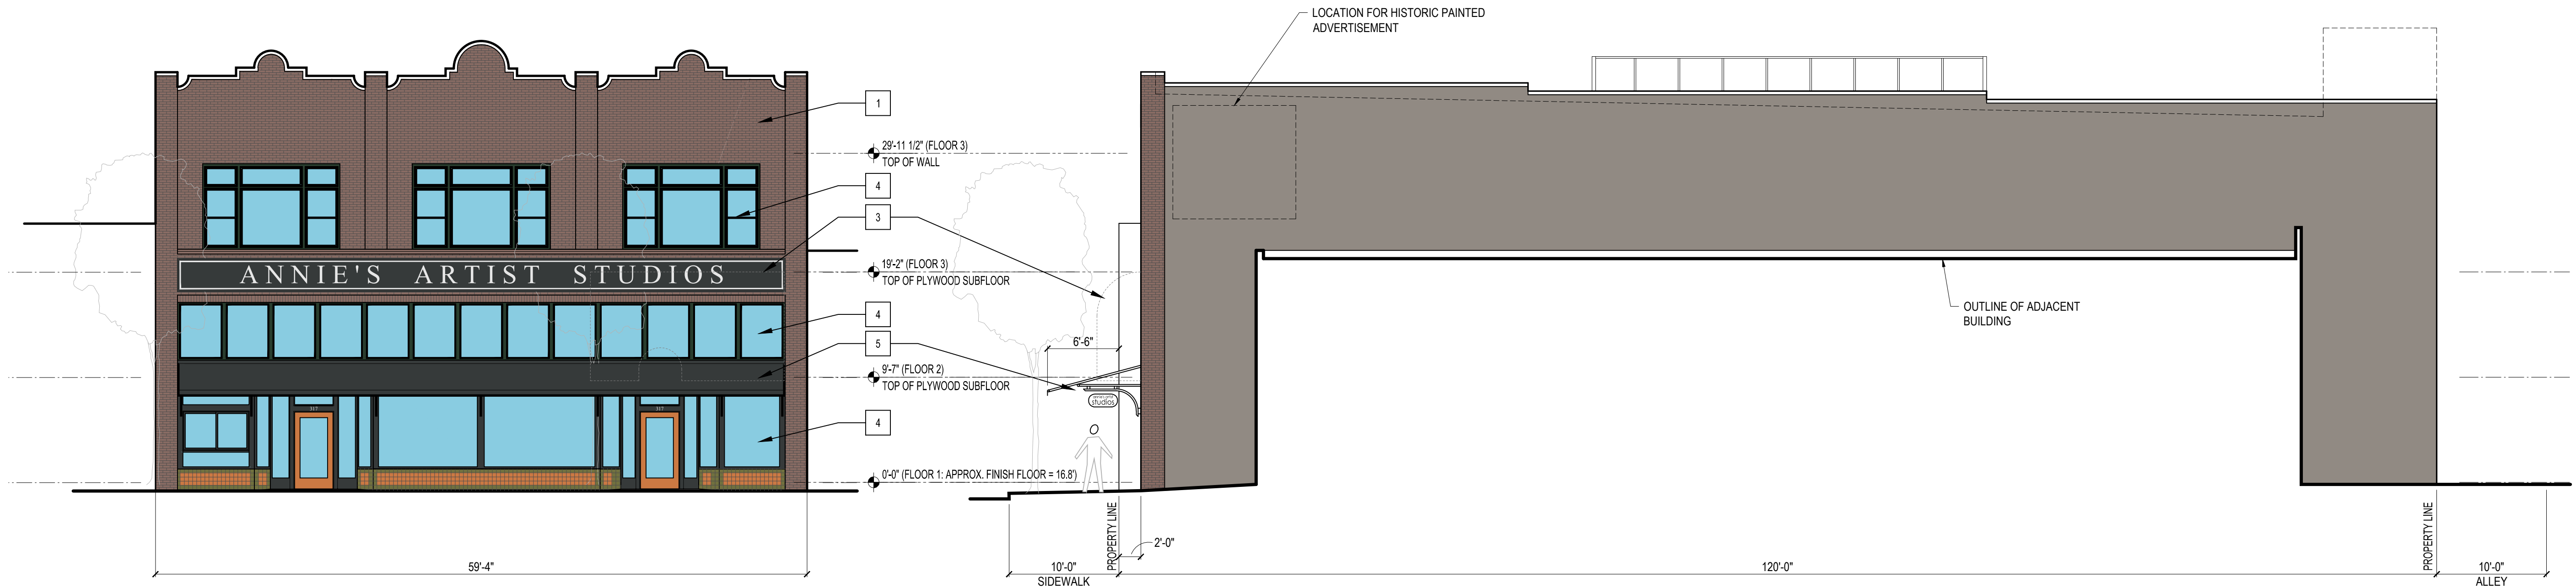 LOCATION FOR HISTORIC PAINTED
ADVERTISEMENT
1
29'-11 1/2" (FLOOR 3)
TOP OF WALL
4
3
ANNIE'S ARTIST STUDIOS
19'-2" (FLOOR 3)
TOP OF PLYWOOD SUBFLOOR
4
OUTLINE OF ADJACENT
BUILDING
5
6'-6"
9'-7" (FLOOR 2)
TOP OF PLYWOOD SUBFLOOR
studios
317
317
4
0'-0" (FLOOR 1: APPROX. FINISH FLOOR = 16.8')
PROPERTY LINE
2'-0"
PROPERTY LINE
59'-4"
10'-0"
SIDEWALK
120'-0"
10'-0"
ALLEY